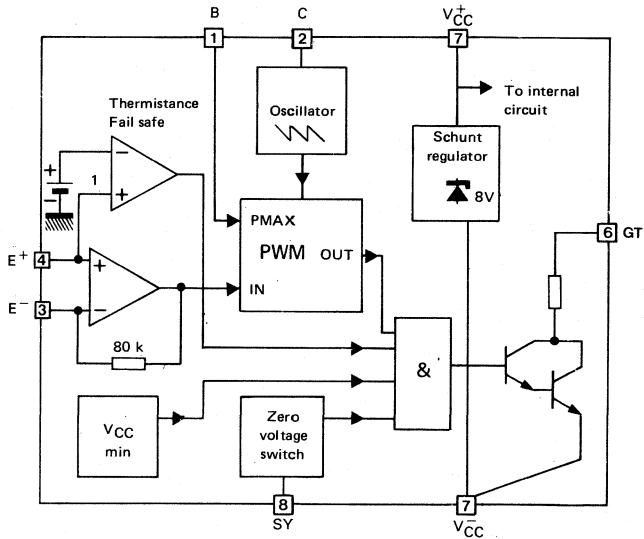 B
C
V+CC
1
2
7
Thermistance
Fail safe
Oscillator
To internal
circuit
Schunt
regulator
8V
+
−
−
1
+
PMAX
PWM
OUT
IN
6
GT
E+
4
+
E−
3
−
80 k
&
VCC
min
Zero
voltage
switch
8
SY
7
V−CC